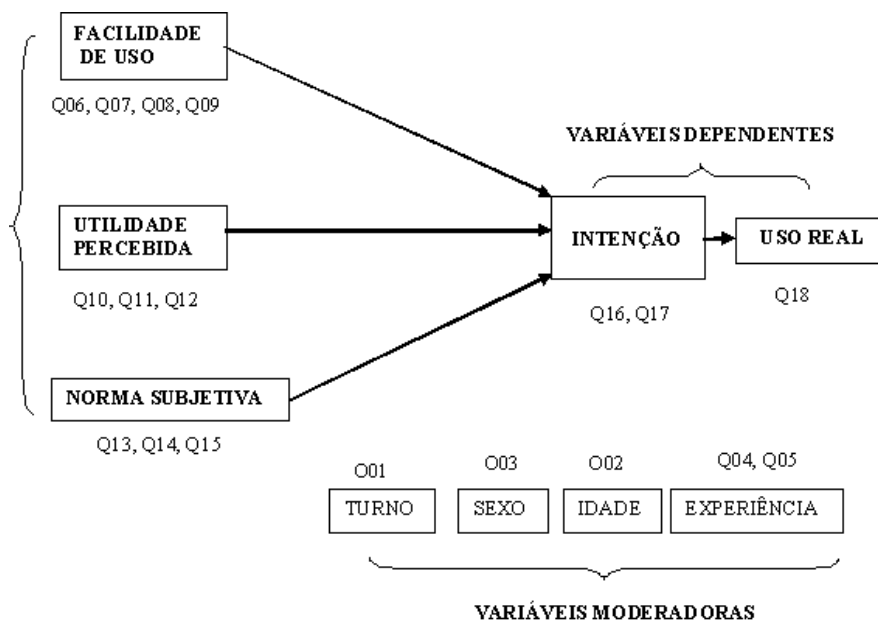 FACILIDADE
DE USO
Q06, Q07, Q08, Q09
VARIÁVEIS DEPENDENTES
UTILIDADE
PERCEBIDA
INTENÇÃO
USO REAL
Q10, Q11, Q12
Q16, Q17
Q18
NORMA SUBJETIVA
Q13, Q14, Q15
O01
O03
O02
Q04, Q05
TURNO
SEXO
IDADE
EXPERIÊNCIA
VARIÁVEIS MODERADORAS